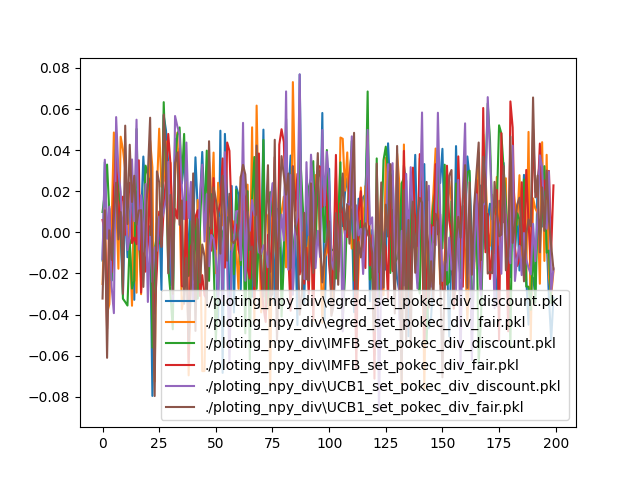 0.08
0.06
0.04
0.02
0.00
−0.02
−0.04
−0.06
−0.08
./ploting_npy_div\egred_set_pokec_div_discount.pkl
./ploting_npy_div\egred_set_pokec_div_fair.pkl
./ploting_npy_div\IMFB_set_pokec_div_discount.pkl
./ploting_npy_div\IMFB_set_pokec_div_fair.pkl
./ploting_npy_div\UCB1_set_pokec_div_discount.pkl
./ploting_npy_div\UCB1_set_pokec_div_fair.pkl
0 25 50 75 100 125 150 175 200